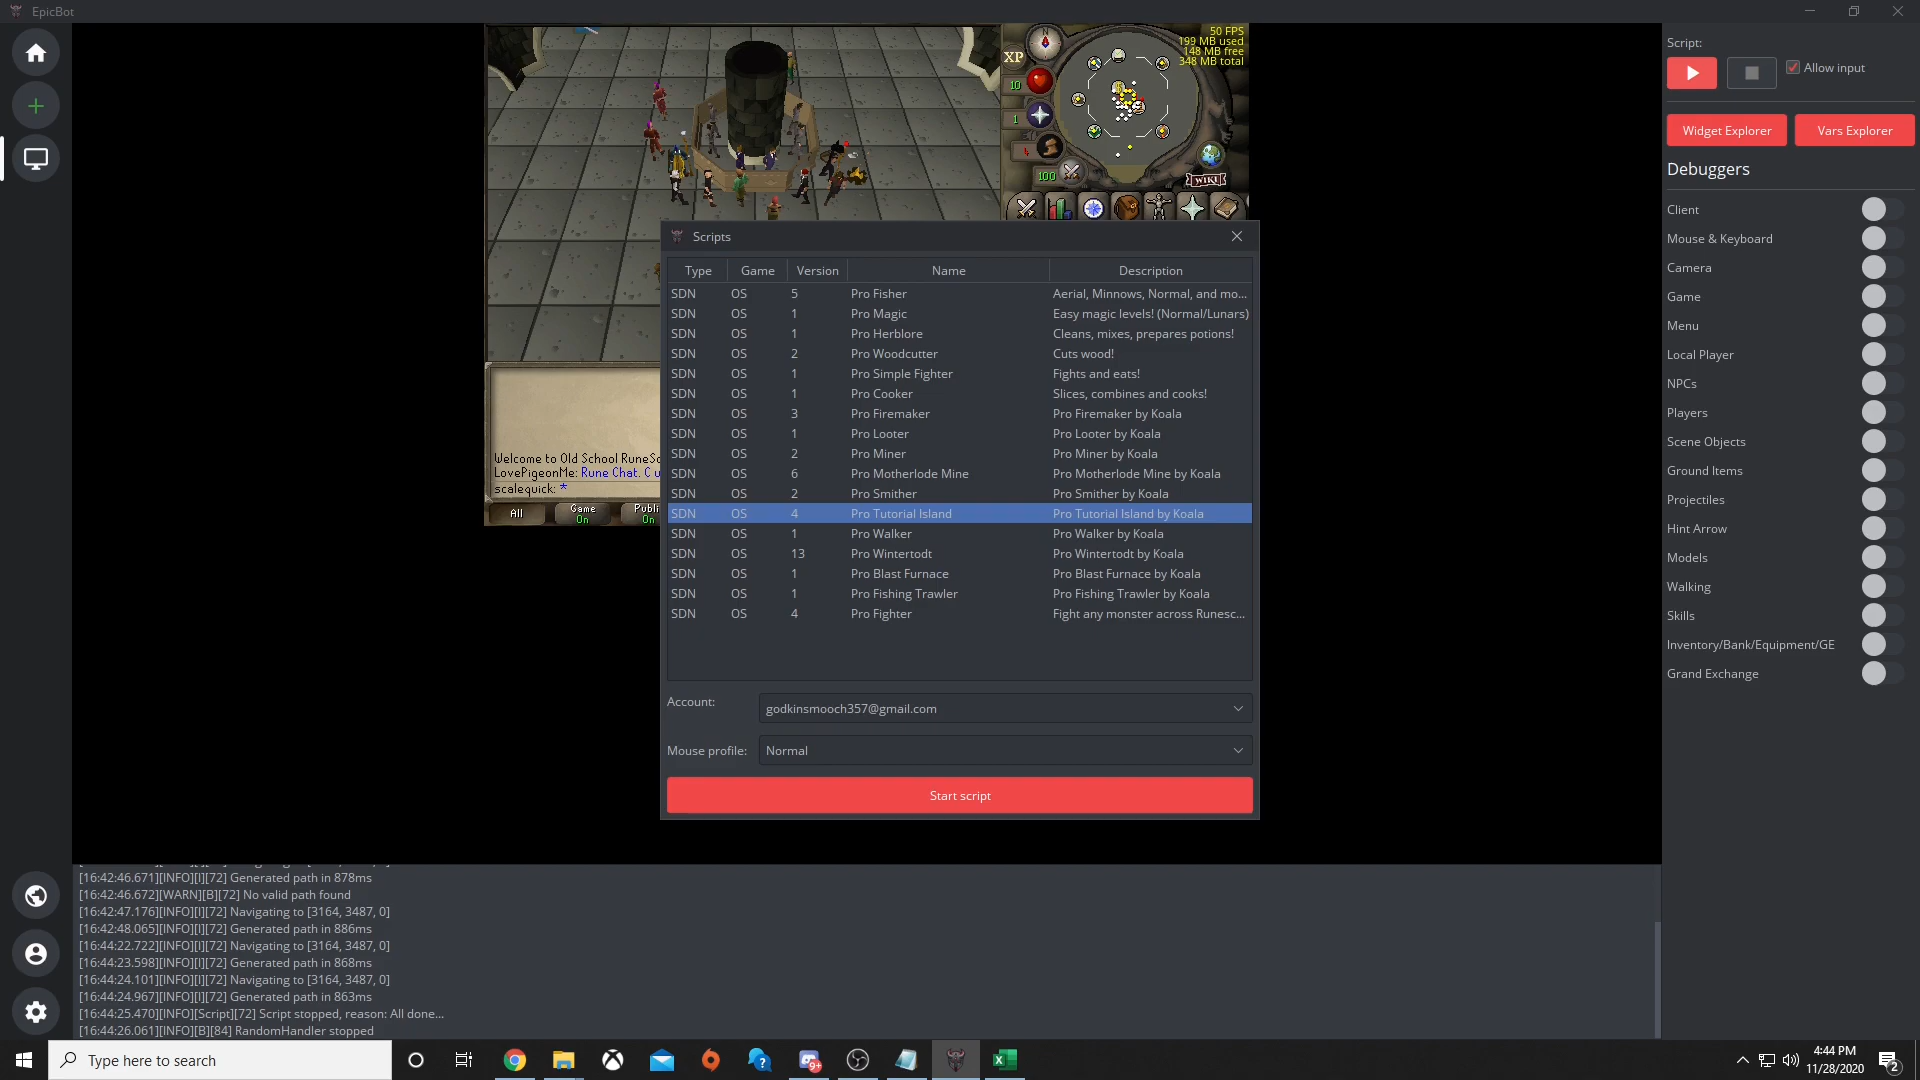 EpicBot
50 FPS
199 MB used
148 MB free
348 MB total
XP
10
1
4
100
WIKI
Welcome to Old School RuneSc
LovePigeonMe: Rune Chat. C u
scalequick: *
All
Game
On
Publi
On
Scripts
Type Game Version Name Description
SDN OS 5 Pro Fisher Aerial, Minnows, Normal, and mo...
SDN OS 1 Pro Magic Easy magic levels! (Normal/Lunars)
SDN OS 1 Pro Herblore Cleans, mixes, prepares potions!
SDN OS 2 Pro Woodcutter Cuts wood!
SDN OS 1 Pro Simple Fighter Fights and eats!
SDN OS 1 Pro Cooker Slices, combines and cooks!
SDN OS 3 Pro Firemaker Pro Firemaker by Koala
SDN OS 1 Pro Looter Pro Looter by Koala
SDN OS 2 Pro Miner Pro Miner by Koala
SDN OS 6 Pro Motherlode Mine Pro Motherlode Mine by Koala
SDN OS 2 Pro Smither Pro Smither by Koala
SDN OS 4 Pro Tutorial Island Pro Tutorial Island by Koala
SDN OS 1 Pro Walker Pro Walker by Koala
SDN OS 13 Pro Wintertodt Pro Wintertodt by Koala
SDN OS 1 Pro Blast Furnace Pro Blast Furnace by Koala
SDN OS 1 Pro Fishing Trawler Pro Fishing Trawler by Koala
SDN OS 4 Pro Fighter Fight any monster across Runesc...
Account: godkinsmooch357@gmail.com
Mouse profile: Normal
Start script
Script:
Allow input
Widget Explorer Vars Explorer
Debuggers
Client
Mouse & Keyboard
Camera
Game
Menu
Local Player
NPCs
Players
Scene Objects
Ground Items
Projectiles
Hint Arrow
Models
Walking
Skills
Inventory/Bank/Equipment/GE
Grand Exchange
[16:42:46.671][INFO][I][72] Generated path in 878ms
[16:42:46.672][WARN][B][72] No valid path found
[16:42:47.176][INFO][I][72] Navigating to [3164, 3487, 0]
[16:42:48.065][INFO][I][72] Generated path in 886ms
[16:44:22.722][INFO][I][72] Navigating to [3164, 3487, 0]
[16:44:23.598][INFO][I][72] Generated path in 868ms
[16:44:24.101][INFO][I][72] Navigating to [3164, 3487, 0]
[16:44:24.967][INFO][I][72] Generated path in 863ms
[16:44:25.470][INFO][Script][72] Script stopped, reason: All done...
[16:44:26.061][INFO][B][84] RandomHandler stopped
Type here to search
9+
4:44 PM
11/28/2020
2